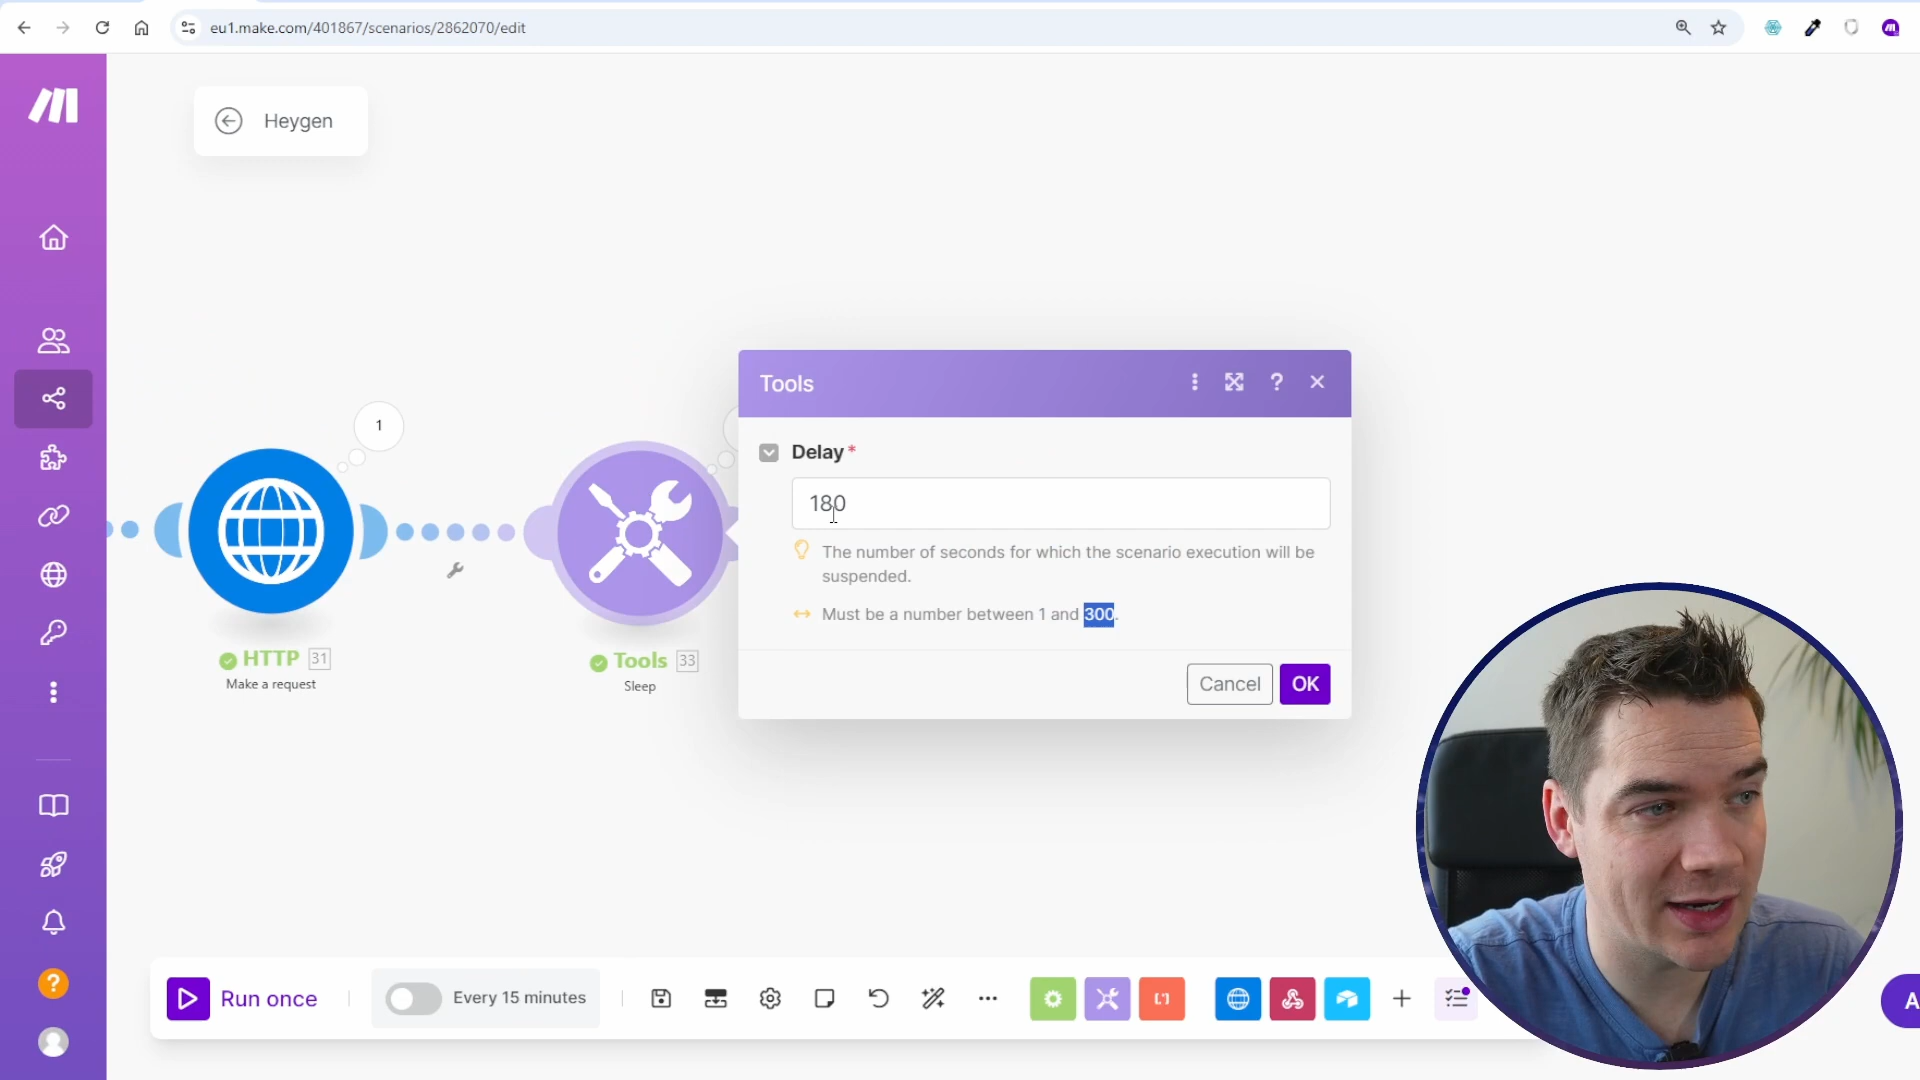 eu1.make.com/401867/scenarios/2862070/edit
Heygen
1
HTTP 31
Make a request
Tools 33
Sleep
Tools
Delay *
180
The number of seconds for which the scenario execution will be
suspended.
Must be a number between 1 and 300.
Cancel
OK
Run once
Every 15 minutes
A